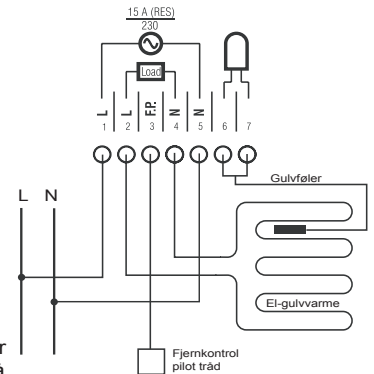 15 A (RES)
230
Load
L L F.P. N N
1 2 3 4 5 6 7
Gulvføler
L N
El-gulvvarme
Fjernkontrol
pilot tråd